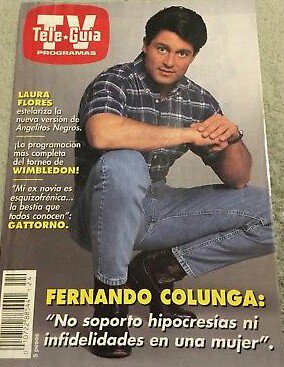 TV
Tele★Guía
PROGRAMAS
LAURA
FLORES
estelariza la
nueva versión de
Angelitos Negros.
¡La programación
más completa
del torneo de
WIMBLEDON!
"Mi ex novia es
esquizofrénica...
la bestia que
todos conocen":
GATTORNO.
FERNANDO COLUNGA:
"No soporto hipocresías ni
infidelidades en una mujer".
5 pesos